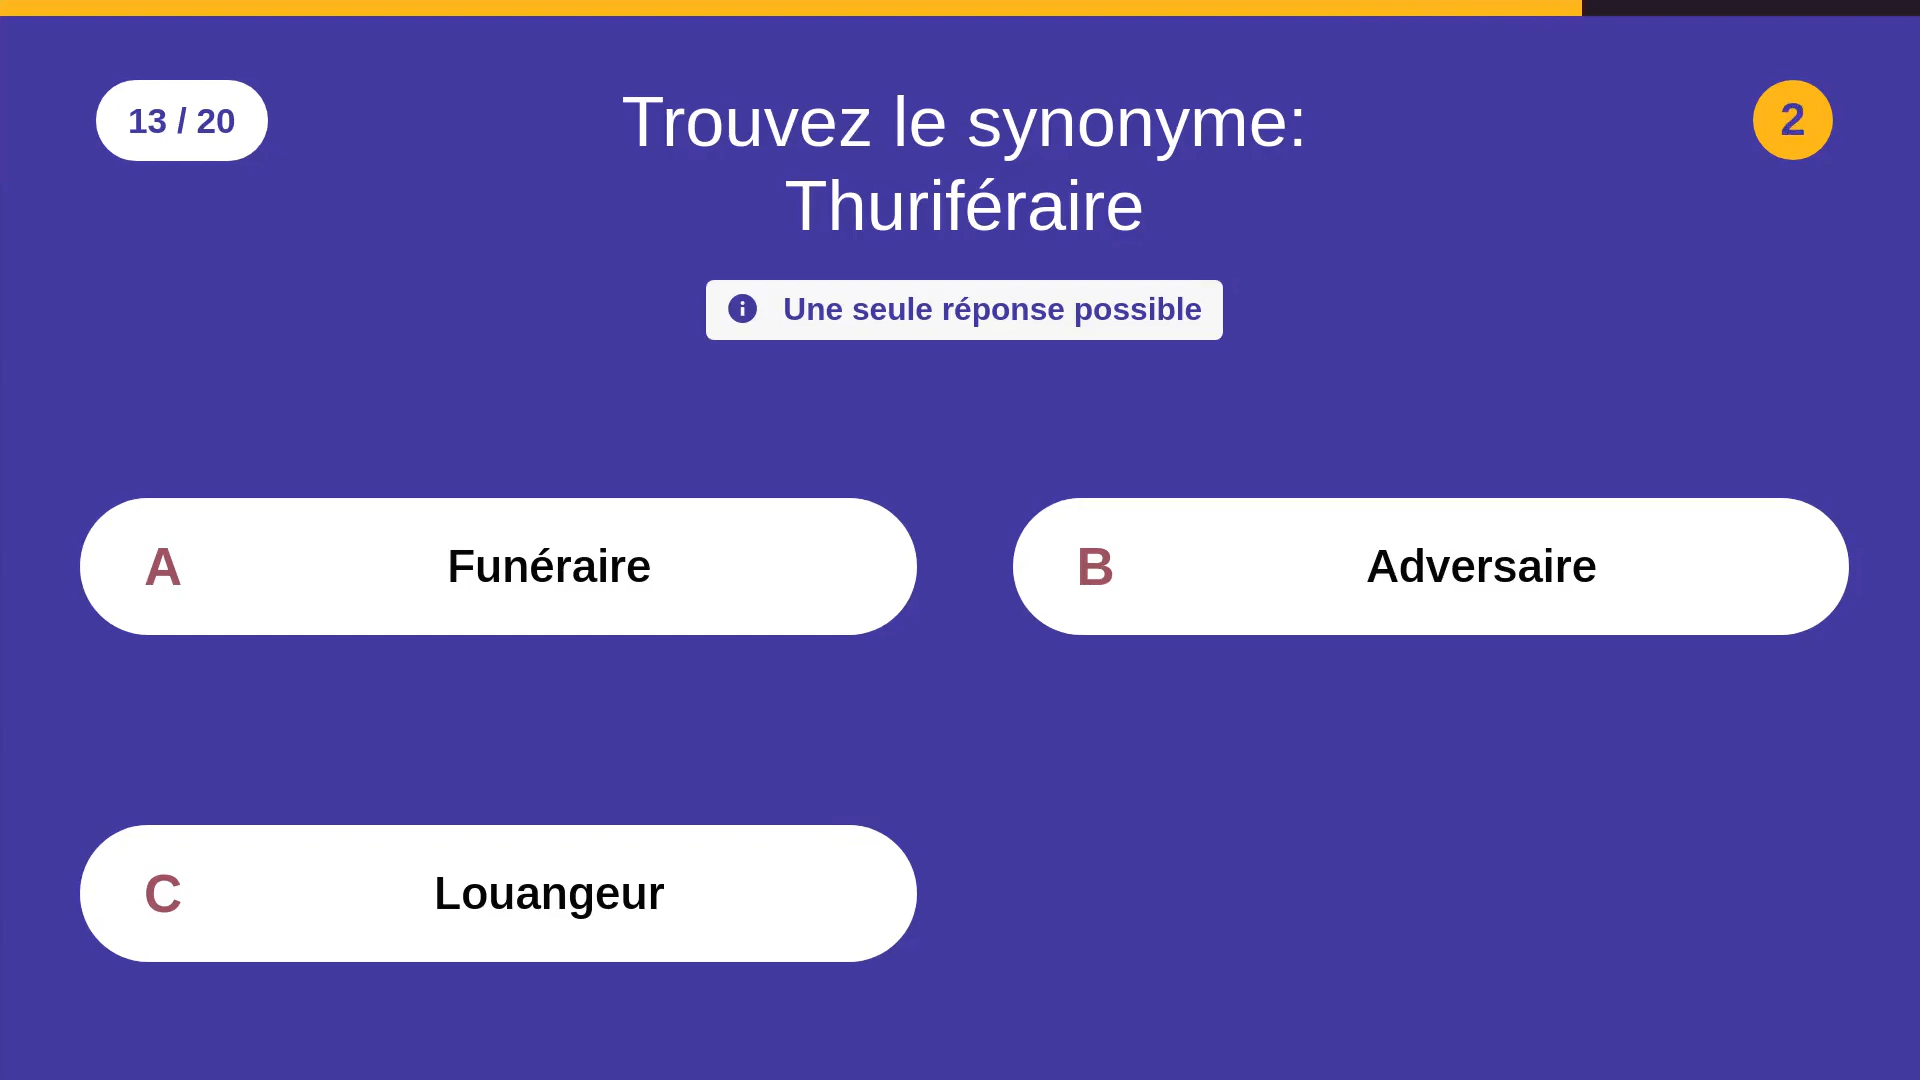 13 / 20
Trouvez le synonyme:
Thuriféraire
2
Une seule réponse possible
A Funéraire
B Adversaire
C Louangeur